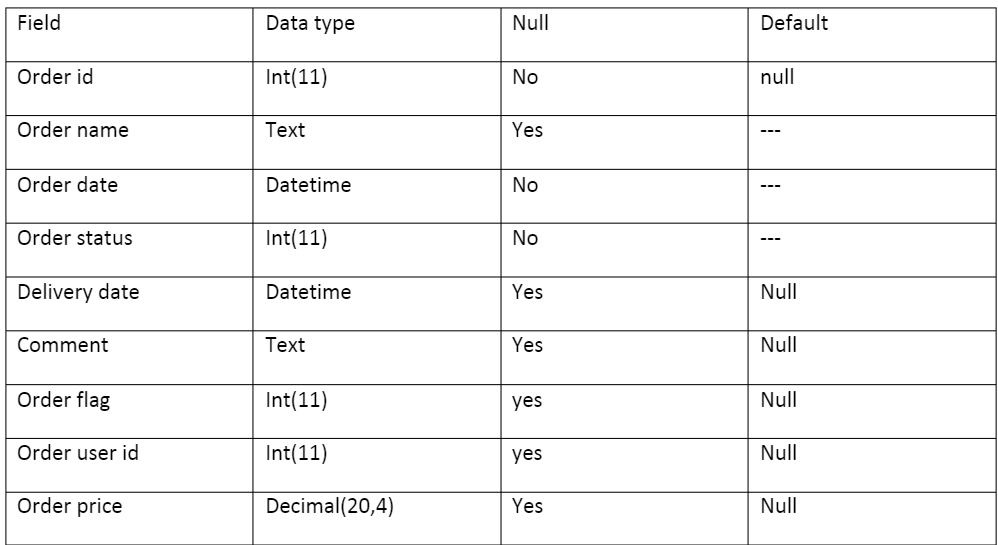 Field Data type Null Default
Order id Int(11) No null
Order name Text Yes ---
Order date Datetime No ---
Order status Int(11) No ---
Delivery date Datetime Yes Null
Comment Text Yes Null
Order flag Int(11) yes Null
Order user id Int(11) yes Null
Order price Decimal(20,4) Yes Null